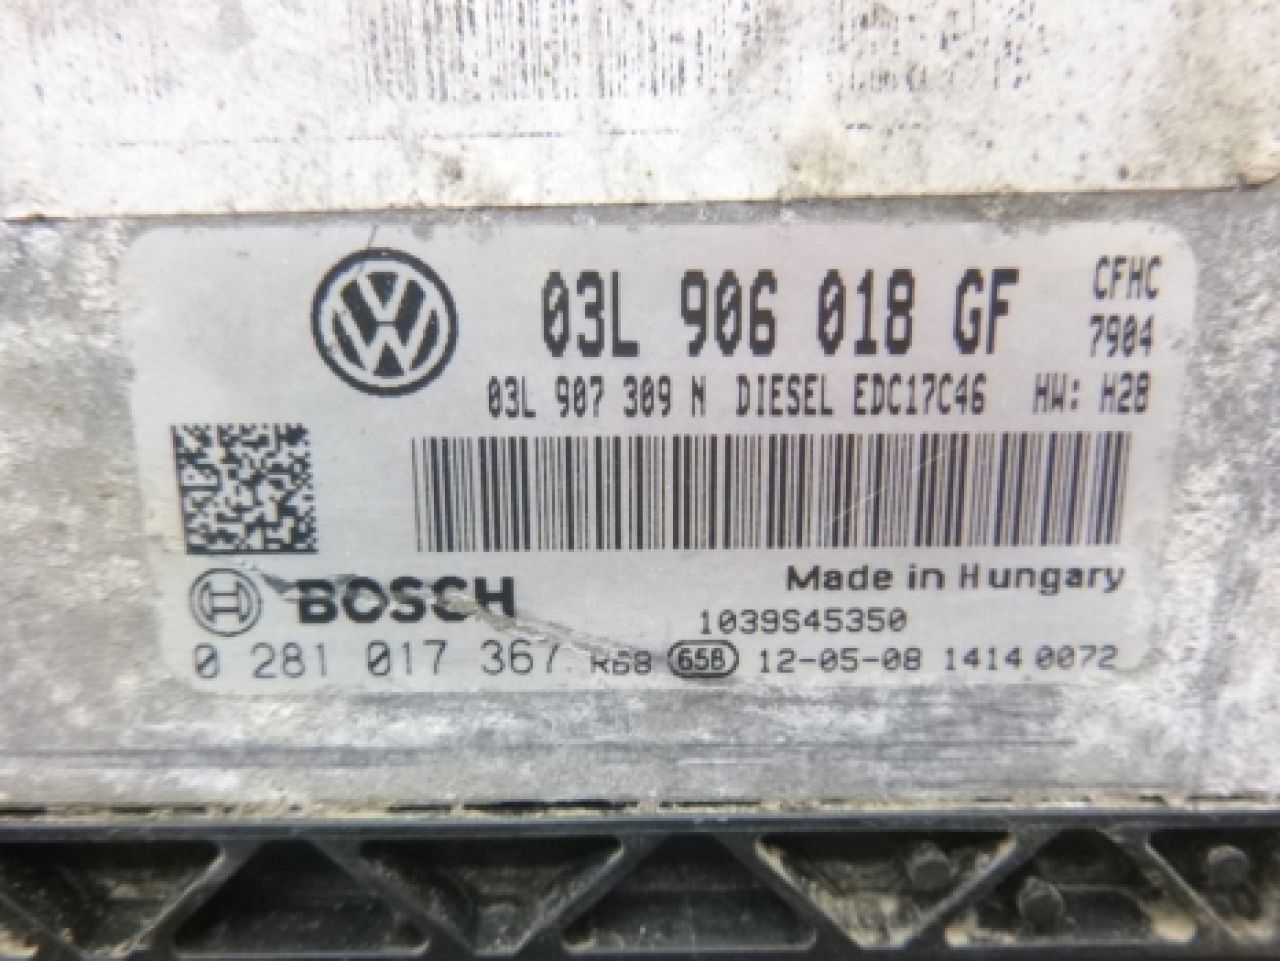 03L 906 018 GF CFHC
7904
03L 907 309 N DIESEL EDC17C46 HW: H28
Made in Hungary
BOSCH
1039S45350
0 281 017 367 R68 65B 12-05-08 1414 0072